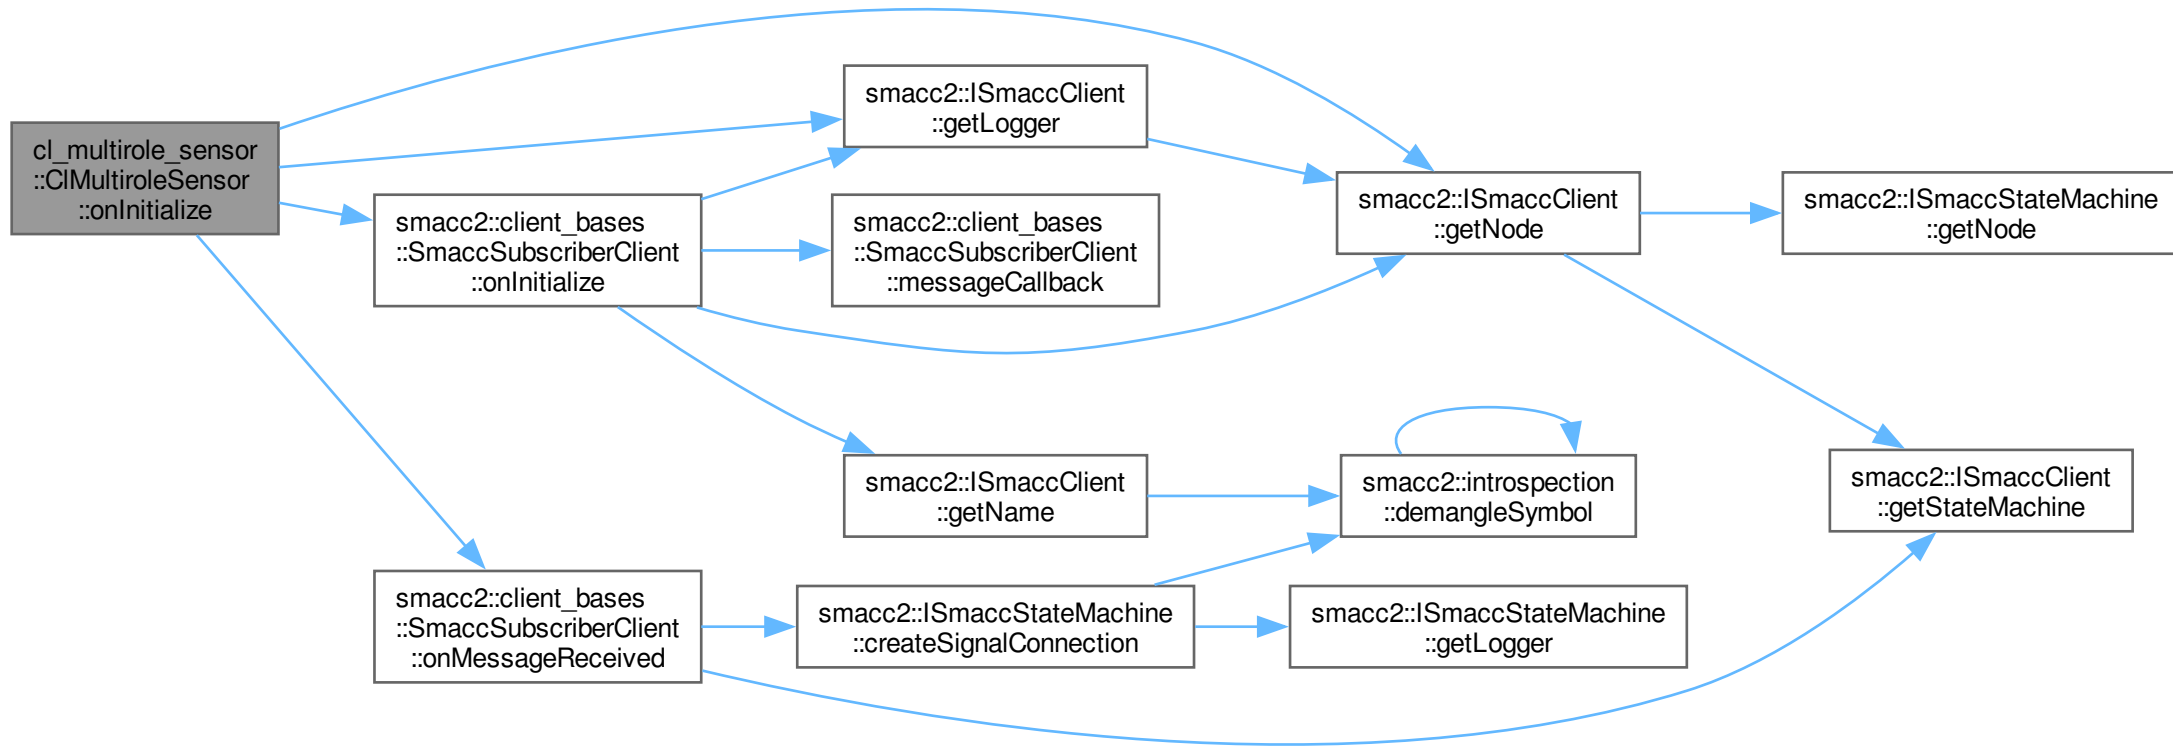 cl_multirole_sensor
::ClMultiroleSensor
::onInitialize
smacc2::ISmaccClient
::getLogger
smacc2::client_bases
::SmaccSubscriberClient
::onInitialize
smacc2::client_bases
::SmaccSubscriberClient
::messageCallback
smacc2::ISmaccClient
::getNode
smacc2::ISmaccStateMachine
::getNode
smacc2::ISmaccClient
::getName
smacc2::introspection
::demangleSymbol
smacc2::ISmaccClient
::getStateMachine
smacc2::client_bases
::SmaccSubscriberClient
::onMessageReceived
smacc2::ISmaccStateMachine
::createSignalConnection
smacc2::ISmaccStateMachine
::getLogger